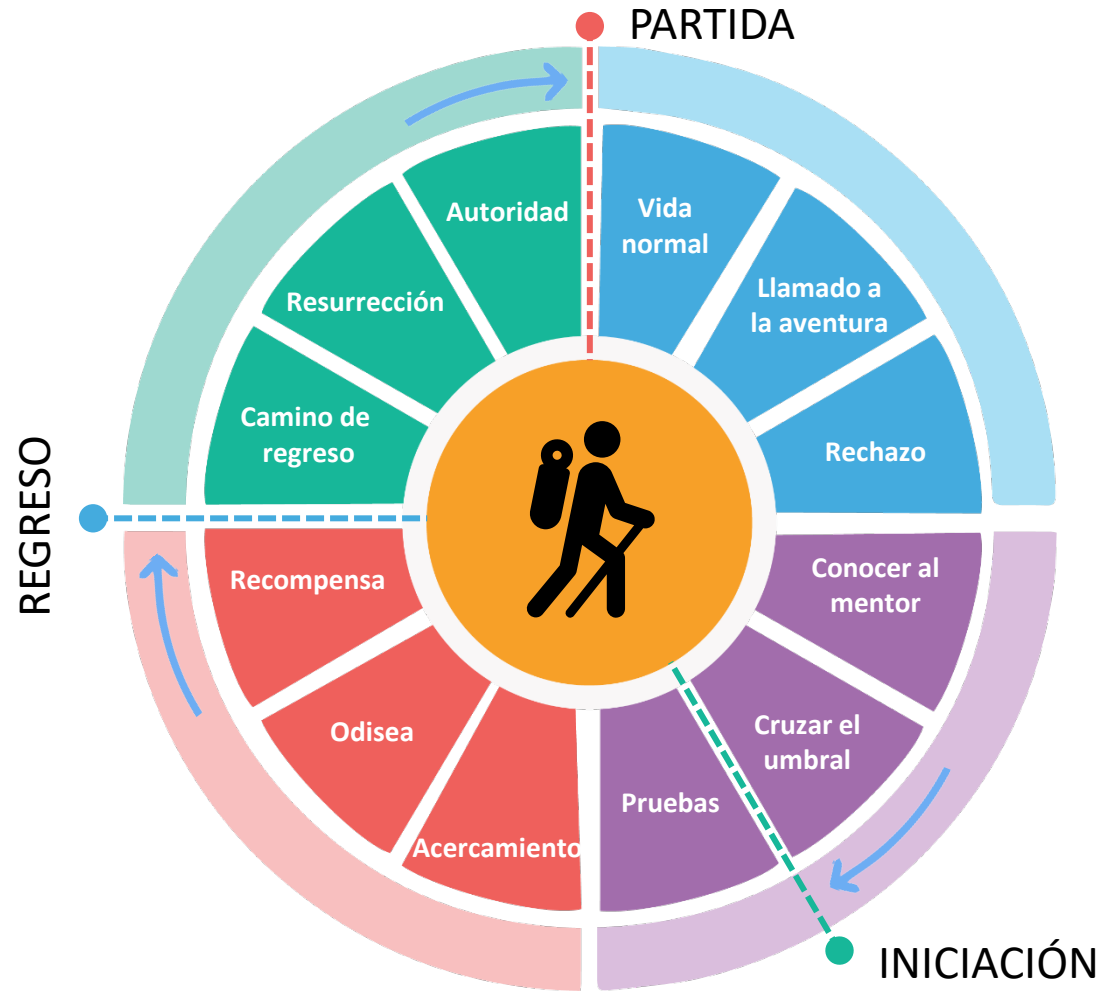 PARTIDA
Vida
normal
Llamado a
la aventura
Rechazo
Conocer al
mentor
Cruzar el
umbral
INICIACIÓN
Pruebas
Acercamiento
Odisea
Recompensa
REGRESO
Camino de
regreso
Resurrección
Autoridad